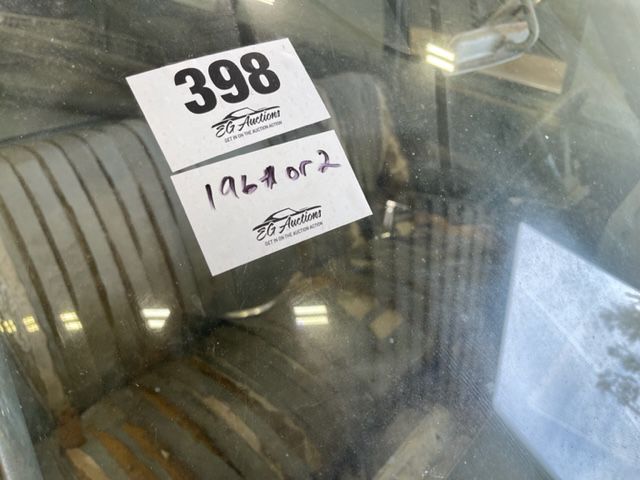 398
EG Auctions
GET IN ON THE AUCTION ACTION
1961 or 2
EG Auctions
GET IN ON THE AUCTION ACTION